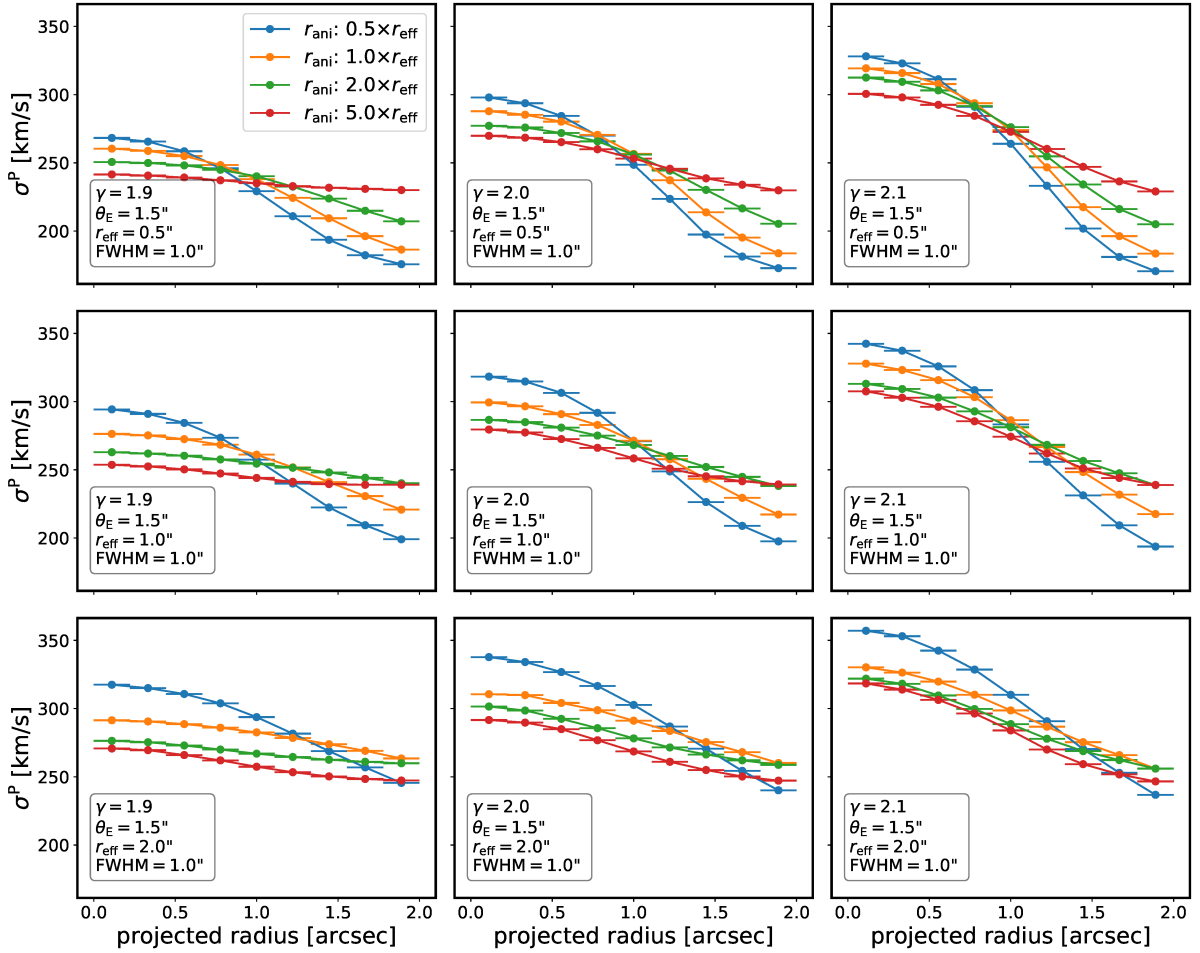 r_ani: 0.5×r_eff
r_ani: 1.0×r_eff
r_ani: 2.0×r_eff
r_ani: 5.0×r_eff
σ^P [km/s]
350
300
250
200
γ = 1.9
θ_E = 1.5"
r_eff = 0.5"
FWHM = 1.0"
γ = 2.0
θ_E = 1.5"
r_eff = 0.5"
FWHM = 1.0"
γ = 2.1
θ_E = 1.5"
r_eff = 0.5"
FWHM = 1.0"
σ^P [km/s]
350
300
250
200
γ = 1.9
θ_E = 1.5"
r_eff = 1.0"
FWHM = 1.0"
γ = 2.0
θ_E = 1.5"
r_eff = 1.0"
FWHM = 1.0"
γ = 2.1
θ_E = 1.5"
r_eff = 1.0"
FWHM = 1.0"
σ^P [km/s]
350
300
250
200
γ = 1.9
θ_E = 1.5"
r_eff = 2.0"
FWHM = 1.0"
γ = 2.0
θ_E = 1.5"
r_eff = 2.0"
FWHM = 1.0"
γ = 2.1
θ_E = 1.5"
r_eff = 2.0"
FWHM = 1.0"
0.0 0.5 1.0 1.5 2.0
0.0 0.5 1.0 1.5 2.0
0.0 0.5 1.0 1.5 2.0
projected radius [arcsec]
projected radius [arcsec]
projected radius [arcsec]